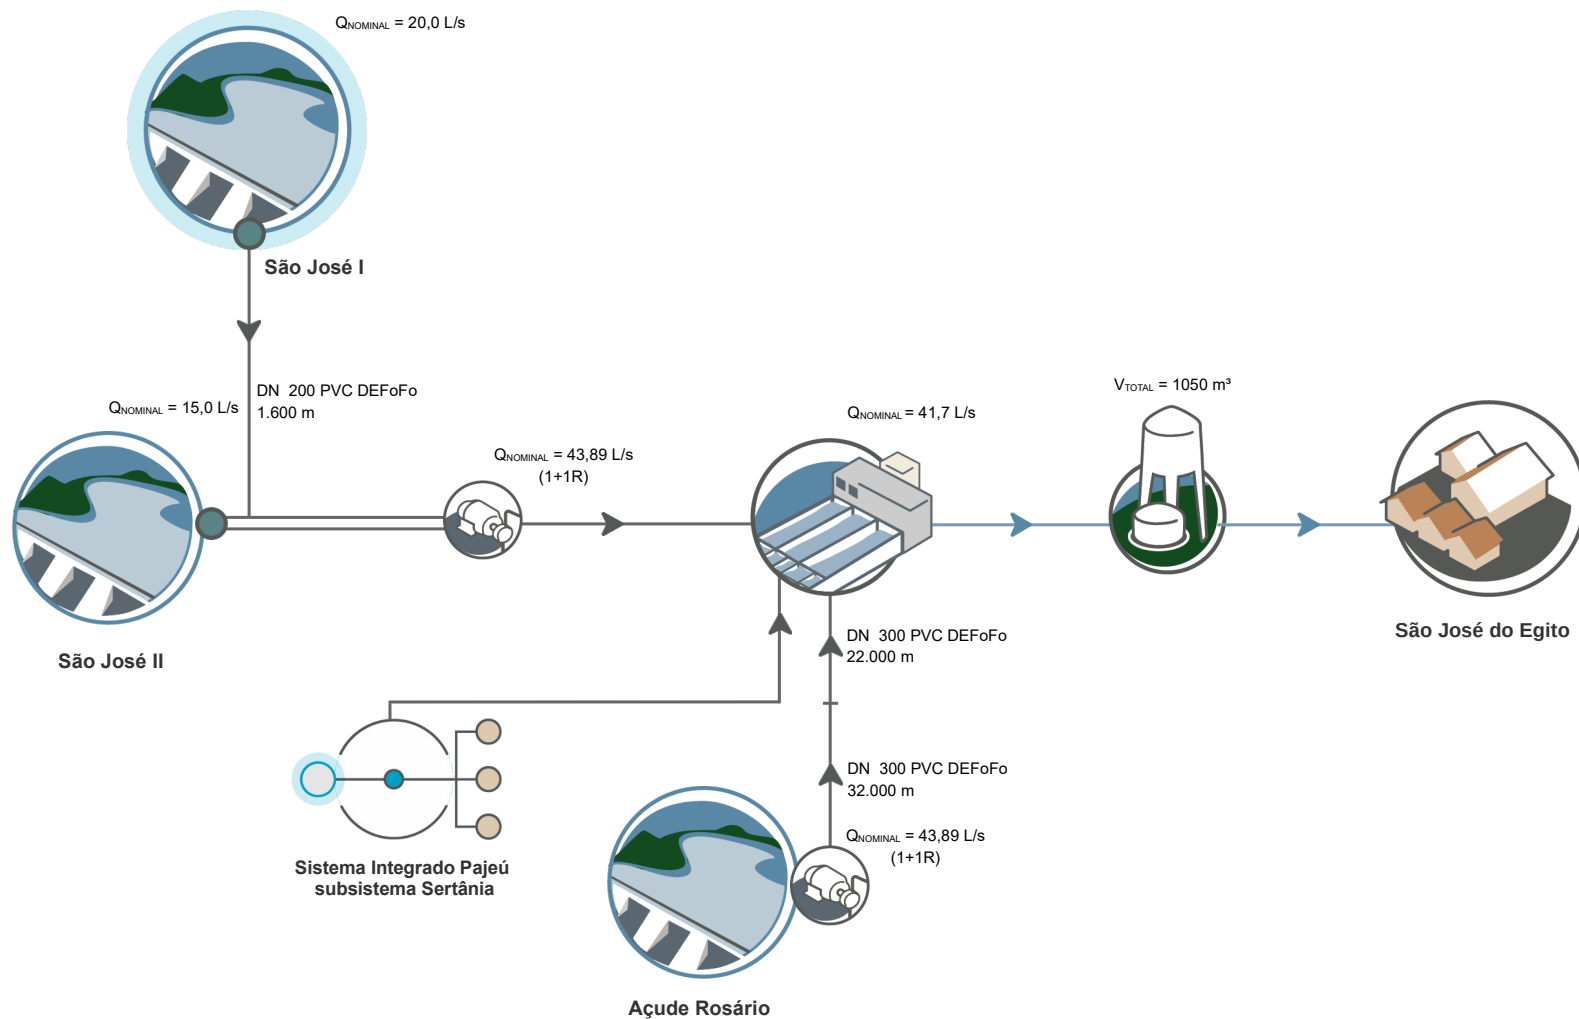 QNOMINAL = 20,0 L/s
São José I
DN 200 PVC DEFoFo
1.600 m
QNOMINAL = 15,0 L/s
São José II
QNOMINAL = 43,89 L/s
(1+1R)
QNOMINAL = 41,7 L/s
VTOTAL = 1050 m³
São José do Egito
DN 300 PVC DEFoFo
22.000 m
DN 300 PVC DEFoFo
32.000 m
QNOMINAL = 43,89 L/s
(1+1R)
Sistema Integrado Pajeú
subsistema Sertânia
Açude Rosário